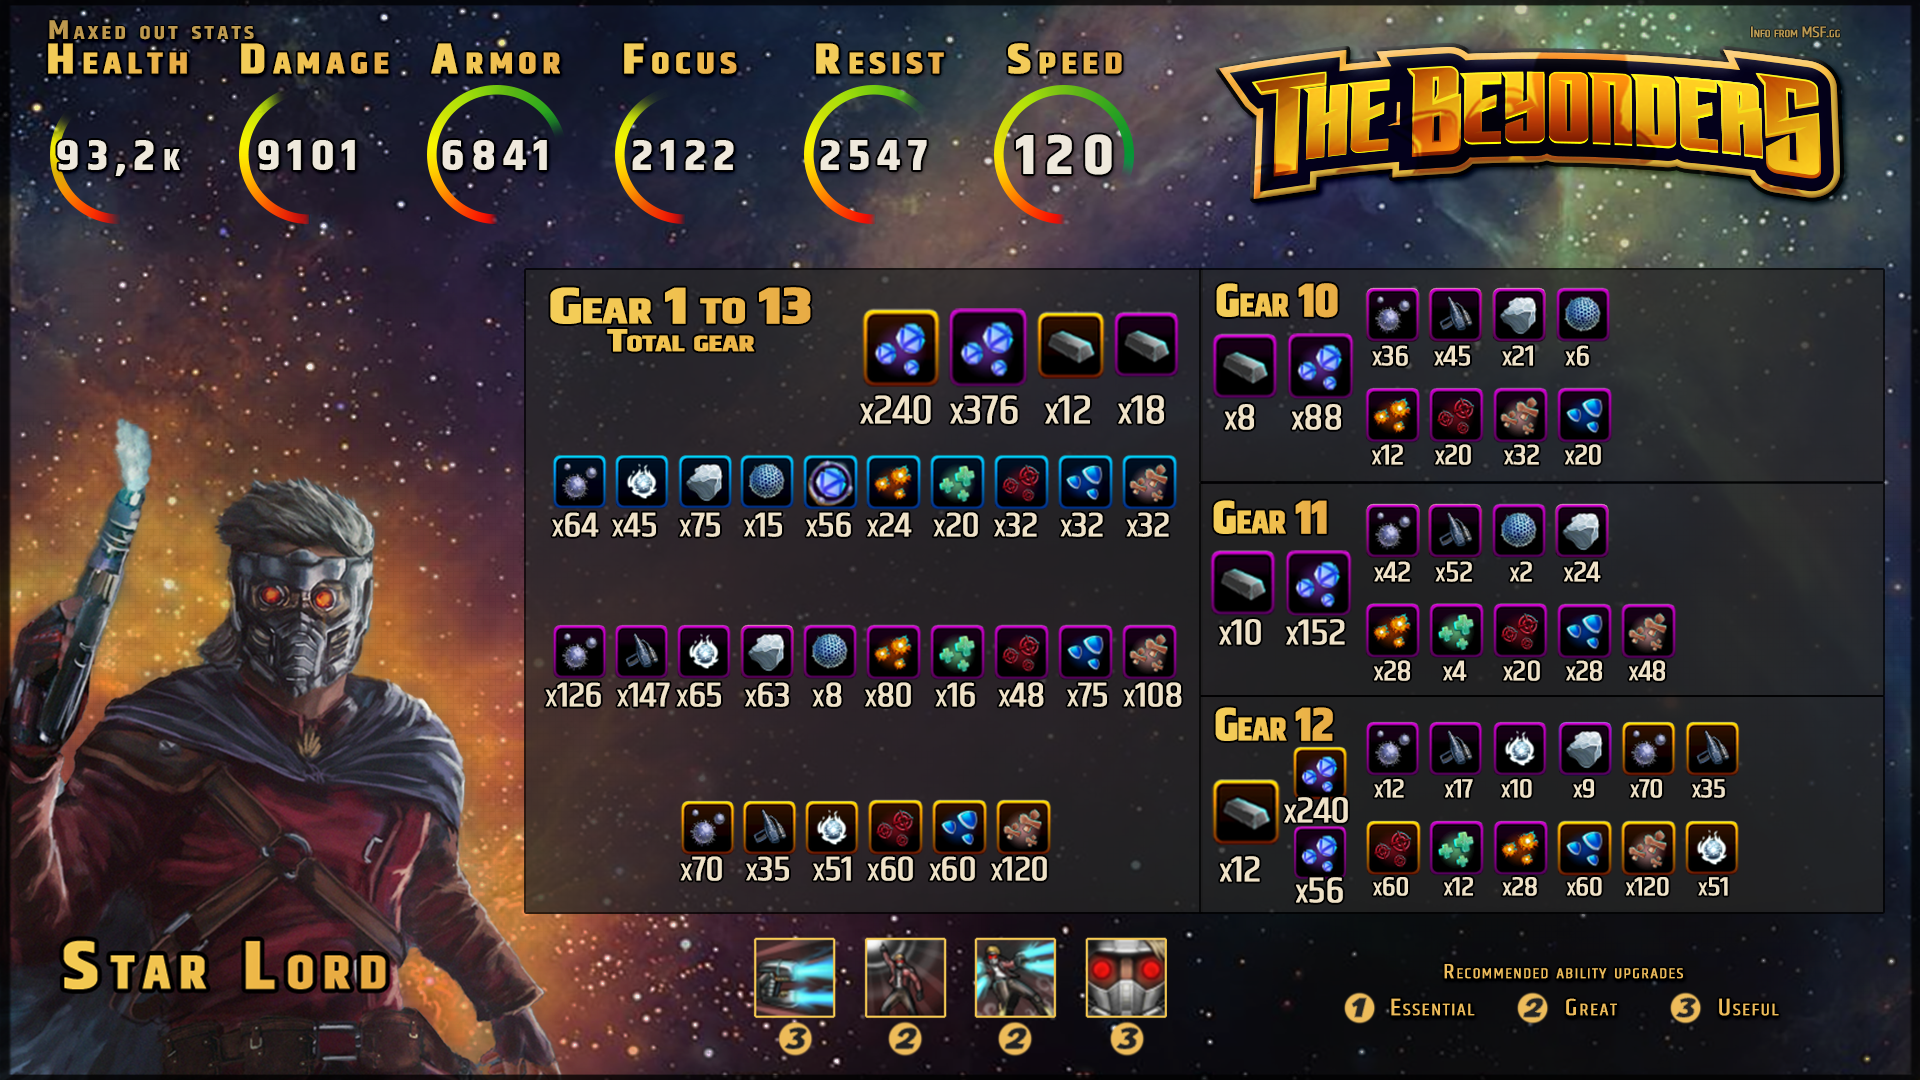 Maxed out stats
Info from MSF.gg
Health Damage Armor Focus Resist Speed
The Beyonders
93,2k 9101 6841 2122 2547 120
Gear 1 to 13
Total gear
x240 x376 x12 x18
x64 x45 x75 x15 x56 x24 x20 x32 x32 x32
x126 x147 x65 x63 x8 x80 x16 x48 x75 x108
x70 x35 x51 x60 x60 x120
Gear 10
x36 x45 x21 x6
x8 x88
x12 x20 x32 x20
Gear 11
x42 x52 x2 x24
x10 x152
x28 x4 x20 x28 x48
Gear 12
x12 x17 x10 x9 x70 x35
x240
x12
x56
x60 x12 x28 x60 x120 x51
Star Lord
3 2 2 3
Recommended ability upgrades
1 Essential 2 Great 3 Useful